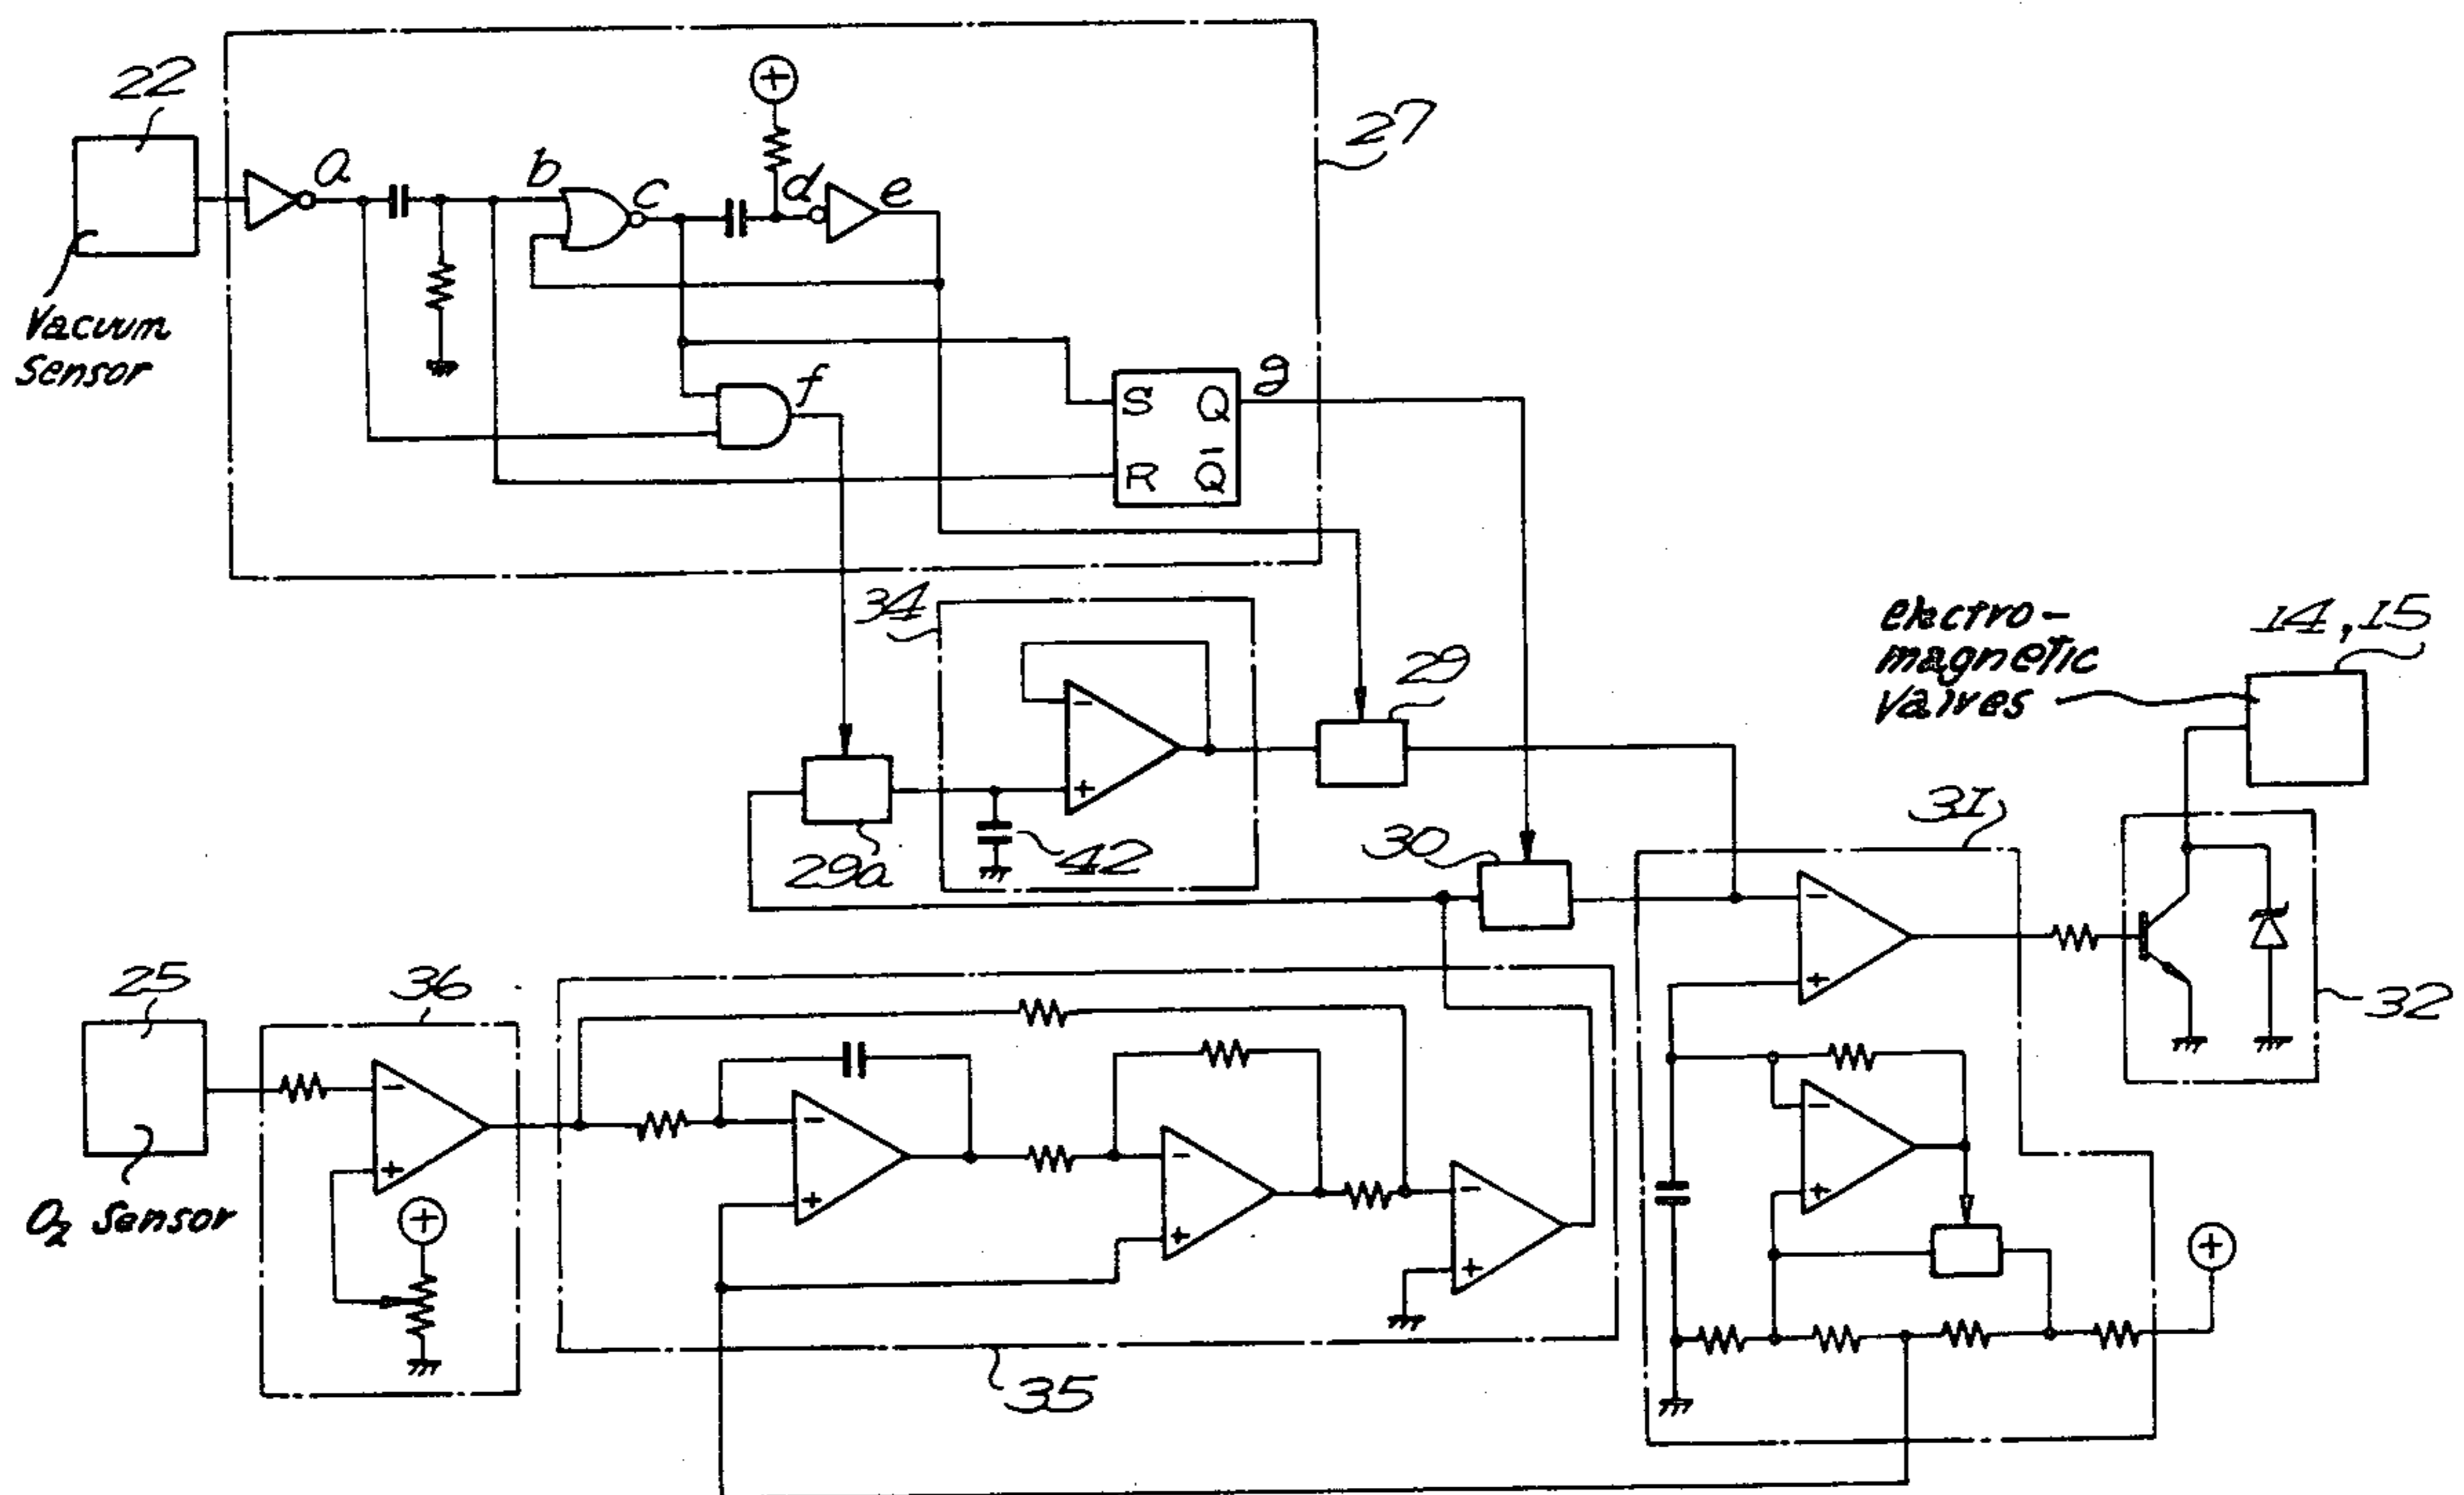 22
27
a
b
c
d
e
Vacuum
Sensor
f
g
S Q
R Q̄
34
29
electro-
magnetic
valves
14,15
29a
42
30
31
25
36
32
O₂ Sensor
35